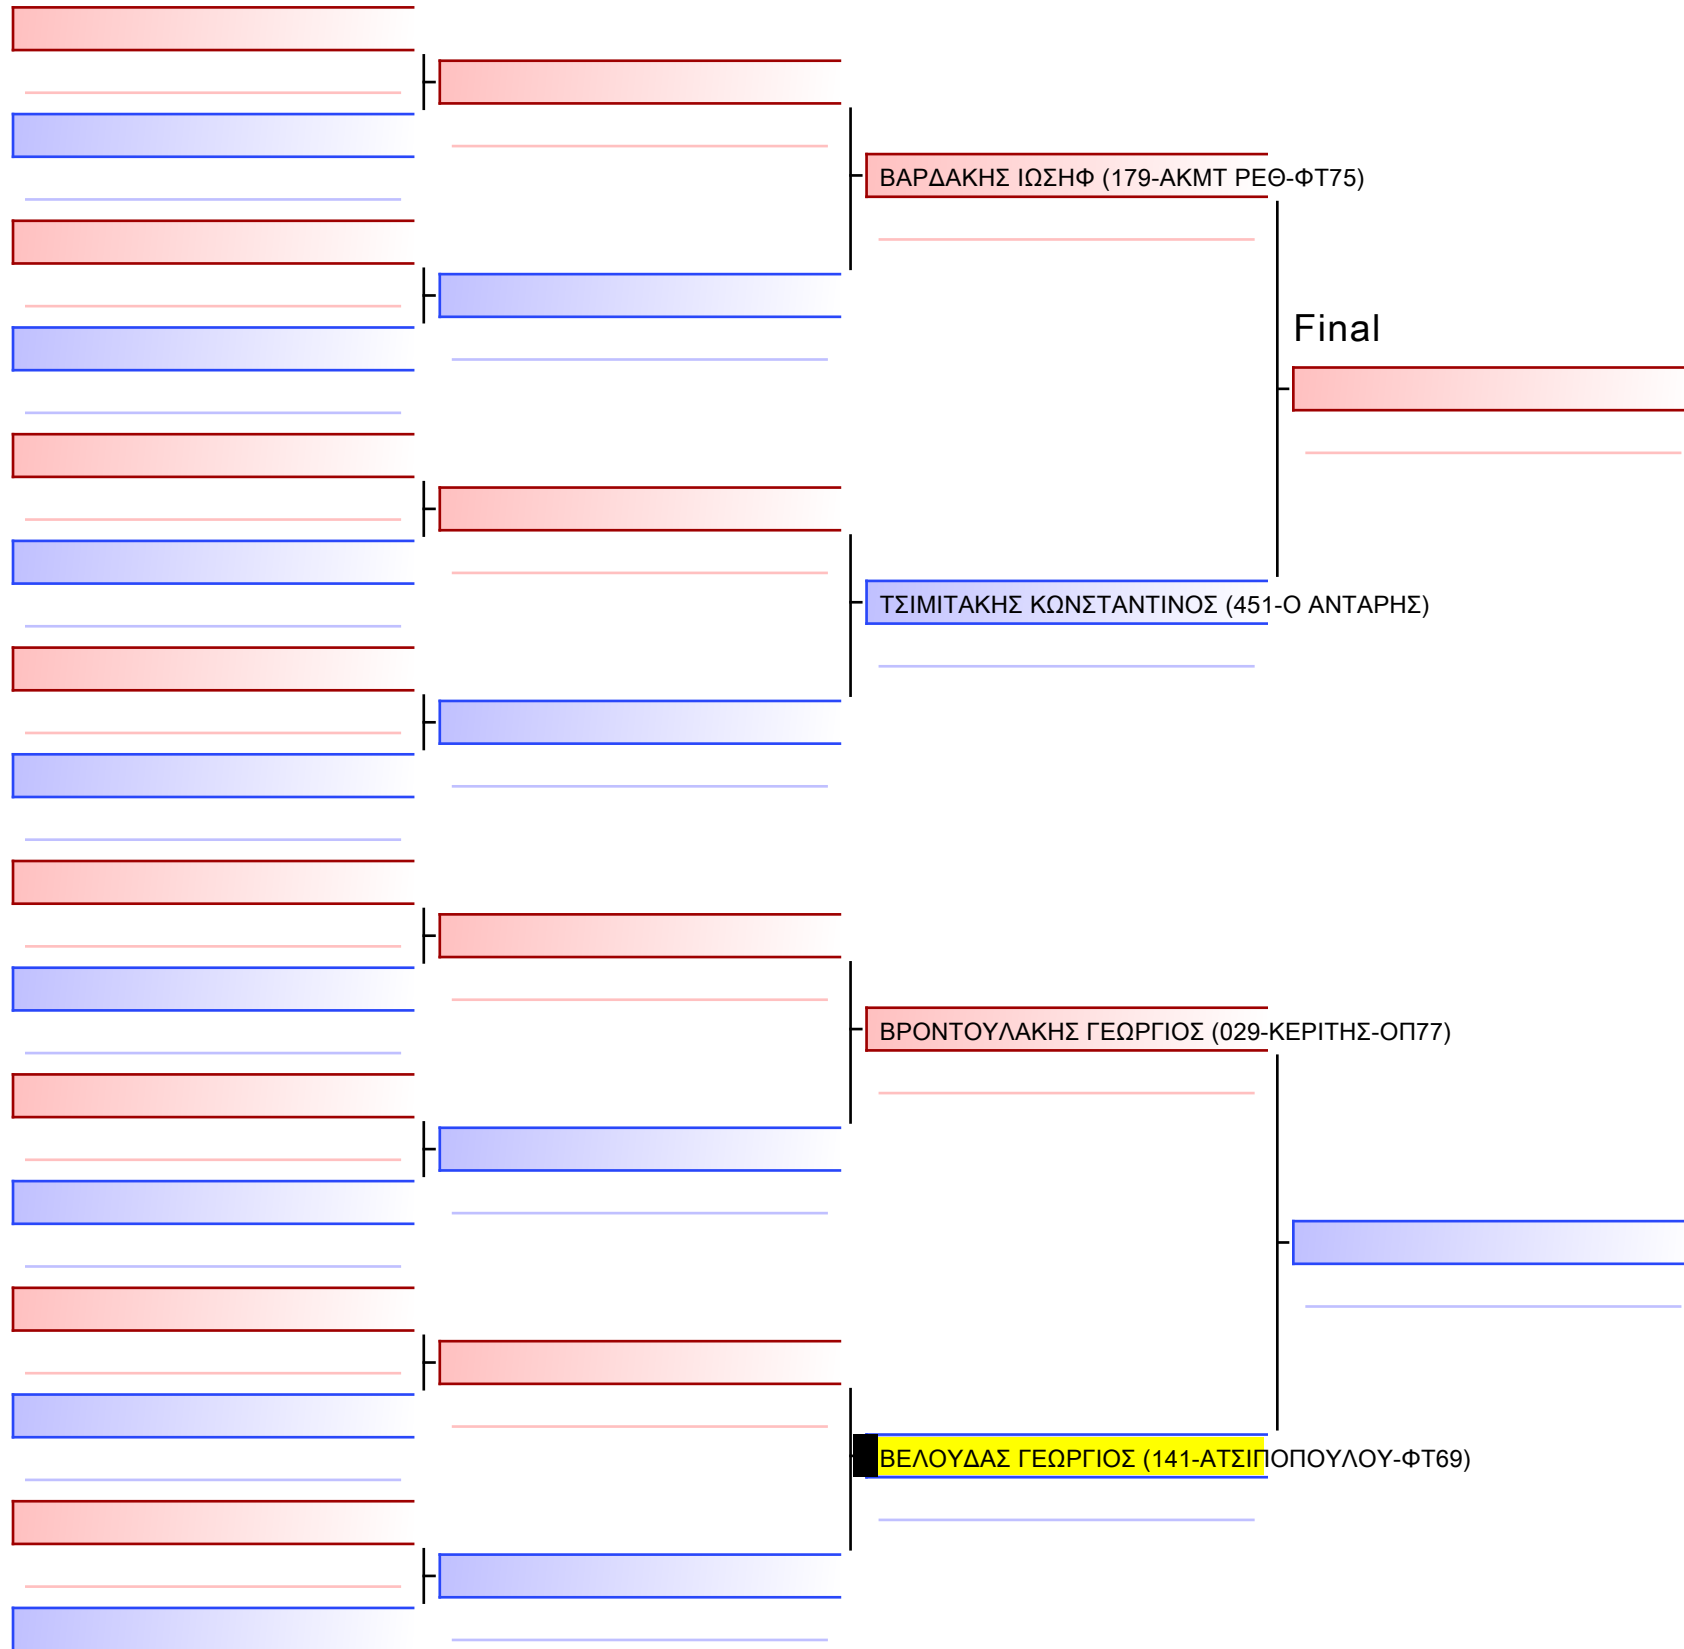 ΒΑΡΔΑΚΗΣ ΙΩΣΗΦ (179-ΑΚΜΤ ΡΕΘ-ΦΤ75)
Final
ΤΣΙΜΙΤΑΚΗΣ ΚΩΝΣΤΑΝΤΙΝΟΣ (451-Ο ΑΝΤΑΡΗΣ)
ΒΡΟΝΤΟΥΛΑΚΗΣ ΓΕΩΡΓΙΟΣ (029-ΚΕΡΙΤΗΣ-ΟΠ77)
ΒΕΛΟΥΔΑΣ ΓΕΩΡΓΙΟΣ (141-ΑΤΣΙΠΟΠΟΥΛΟΥ-ΦΤ69)